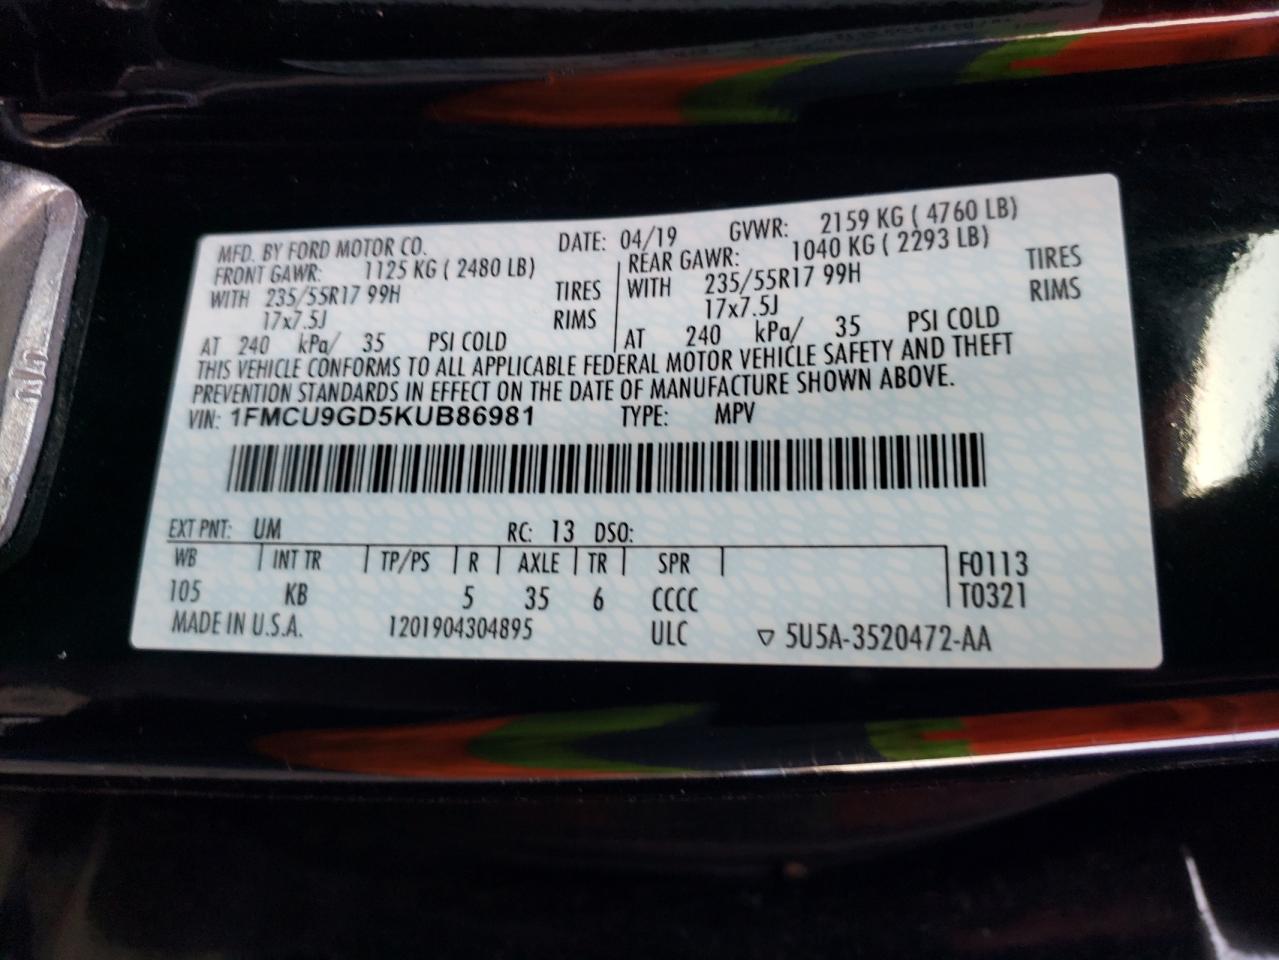 MFD. BY FORD MOTOR CO. DATE: 04/19 GVWR: 2159 KG ( 4760 LB)
FRONT GAWR: 1125 KG ( 2480 LB) REAR GAWR: 1040 KG ( 2293 LB)
WITH 235/55R17 99H TIRES WITH 235/55R17 99H TIRES
17x7.5J RIMS 17x7.5J RIMS
AT 240 kPa/ 35 PSI COLD AT 240 kPa/ 35 PSI COLD
THIS VEHICLE CONFORMS TO ALL APPLICABLE FEDERAL MOTOR VEHICLE SAFETY AND THEFT
PREVENTION STANDARDS IN EFFECT ON THE DATE OF MANUFACTURE SHOWN ABOVE.
VIN: 1FMCU9GD5KUB86981 TYPE: MPV
EXT PNT: UM RC: 13 DSO:
WB INT TR TP/PS R AXLE TR SPR F0113
105 KB 5 35 6 CCCC T0321
MADE IN U.S.A. 1201904304895 ULC ▽ 5U5A-3520472-AA